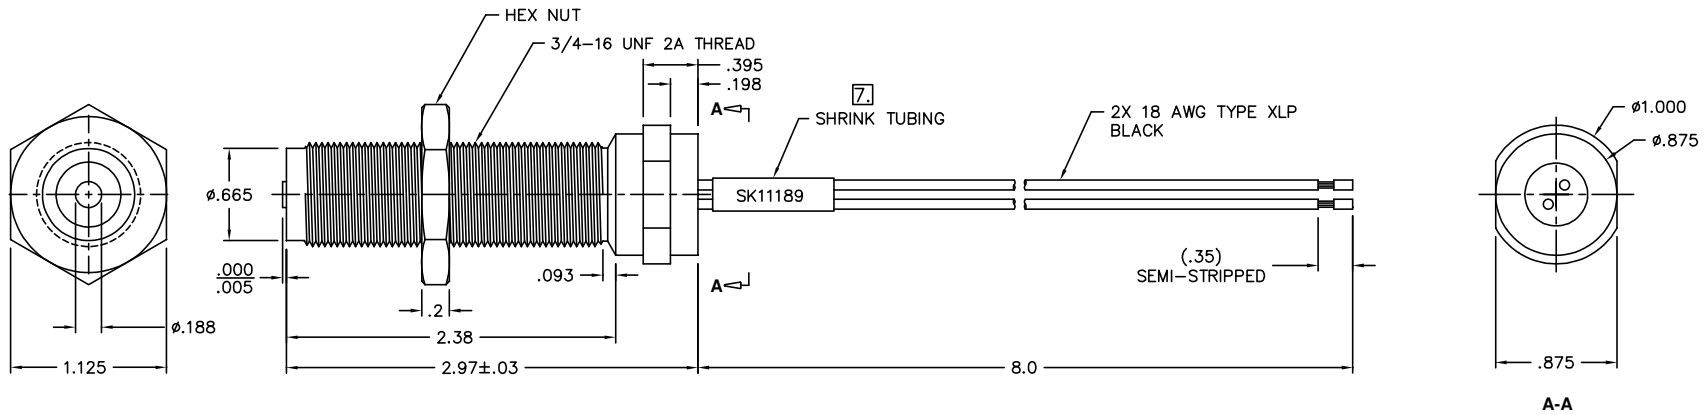 HEX NUT
3/4-16 UNF 2A THREAD
.395
.198
7.
SHRINK TUBING
A
2X 18 AWG TYPE XLP
BLACK
ø1.000
ø.875
ø.665
SK11189
.000
.005
.093
A
(.35)
SEMI-STRIPPED
.2
ø.188
2.38
1.125
2.97±.03
8.0
.875
A-A